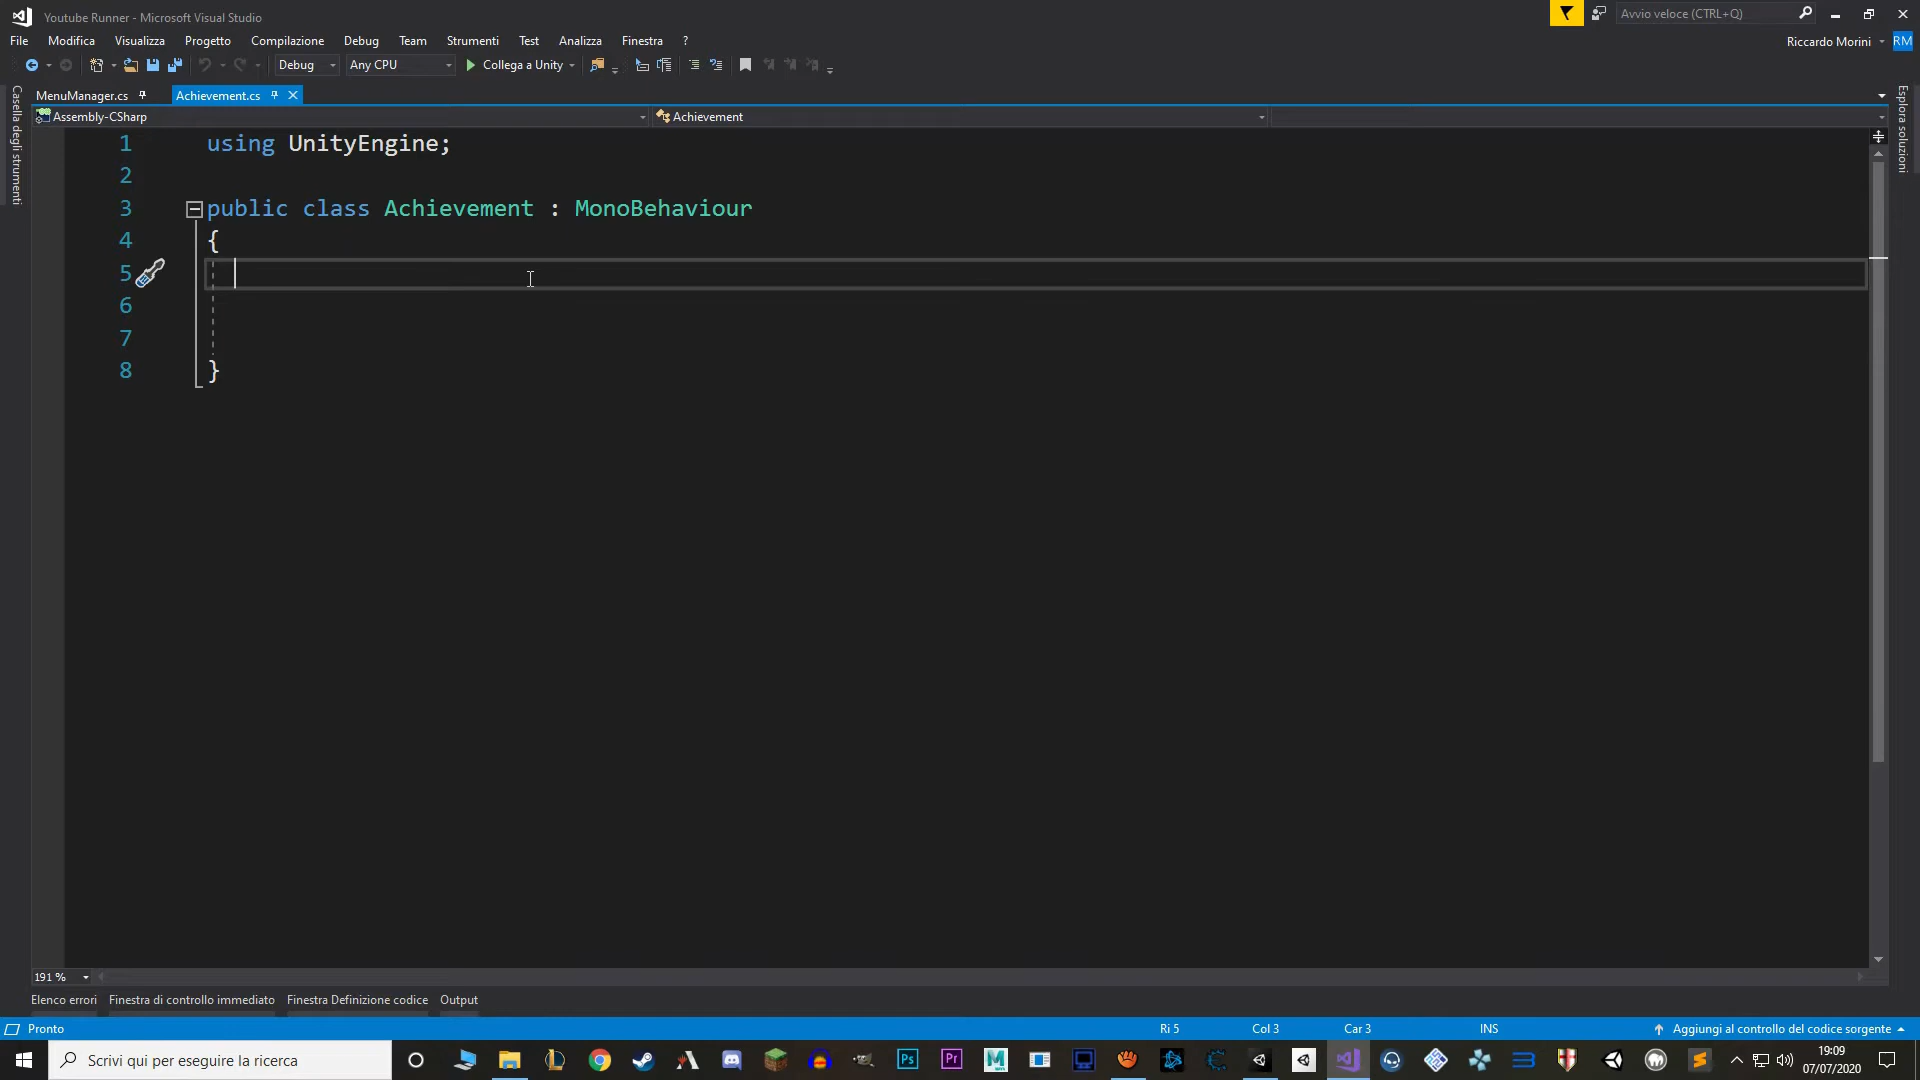 Youtube Runner - Microsoft Visual Studio
Avvio veloce (CTRL+Q)
File Modifica Visualizza Progetto Compilazione Debug Team Strumenti Test Analizza Finestra ?
Riccardo Morini RM
Debug Any CPU Collega a Unity
MenuManager.cs Achievement.cs
Assembly-CSharp Achievement
Casella degli strumenti
Esplora soluzioni
1 using UnityEngine;
2
3 public class Achievement : MonoBehaviour
4 {
5
6
7
8 }
191 %
Elenco errori Finestra di controllo immediato Finestra Definizione codice Output
Pronto Ri 5 Col 3 Car 3 INS Aggiungi al controllo del codice sorgente
Scrivi qui per eseguire la ricerca
Ps Pr M
19:09
07/07/2020